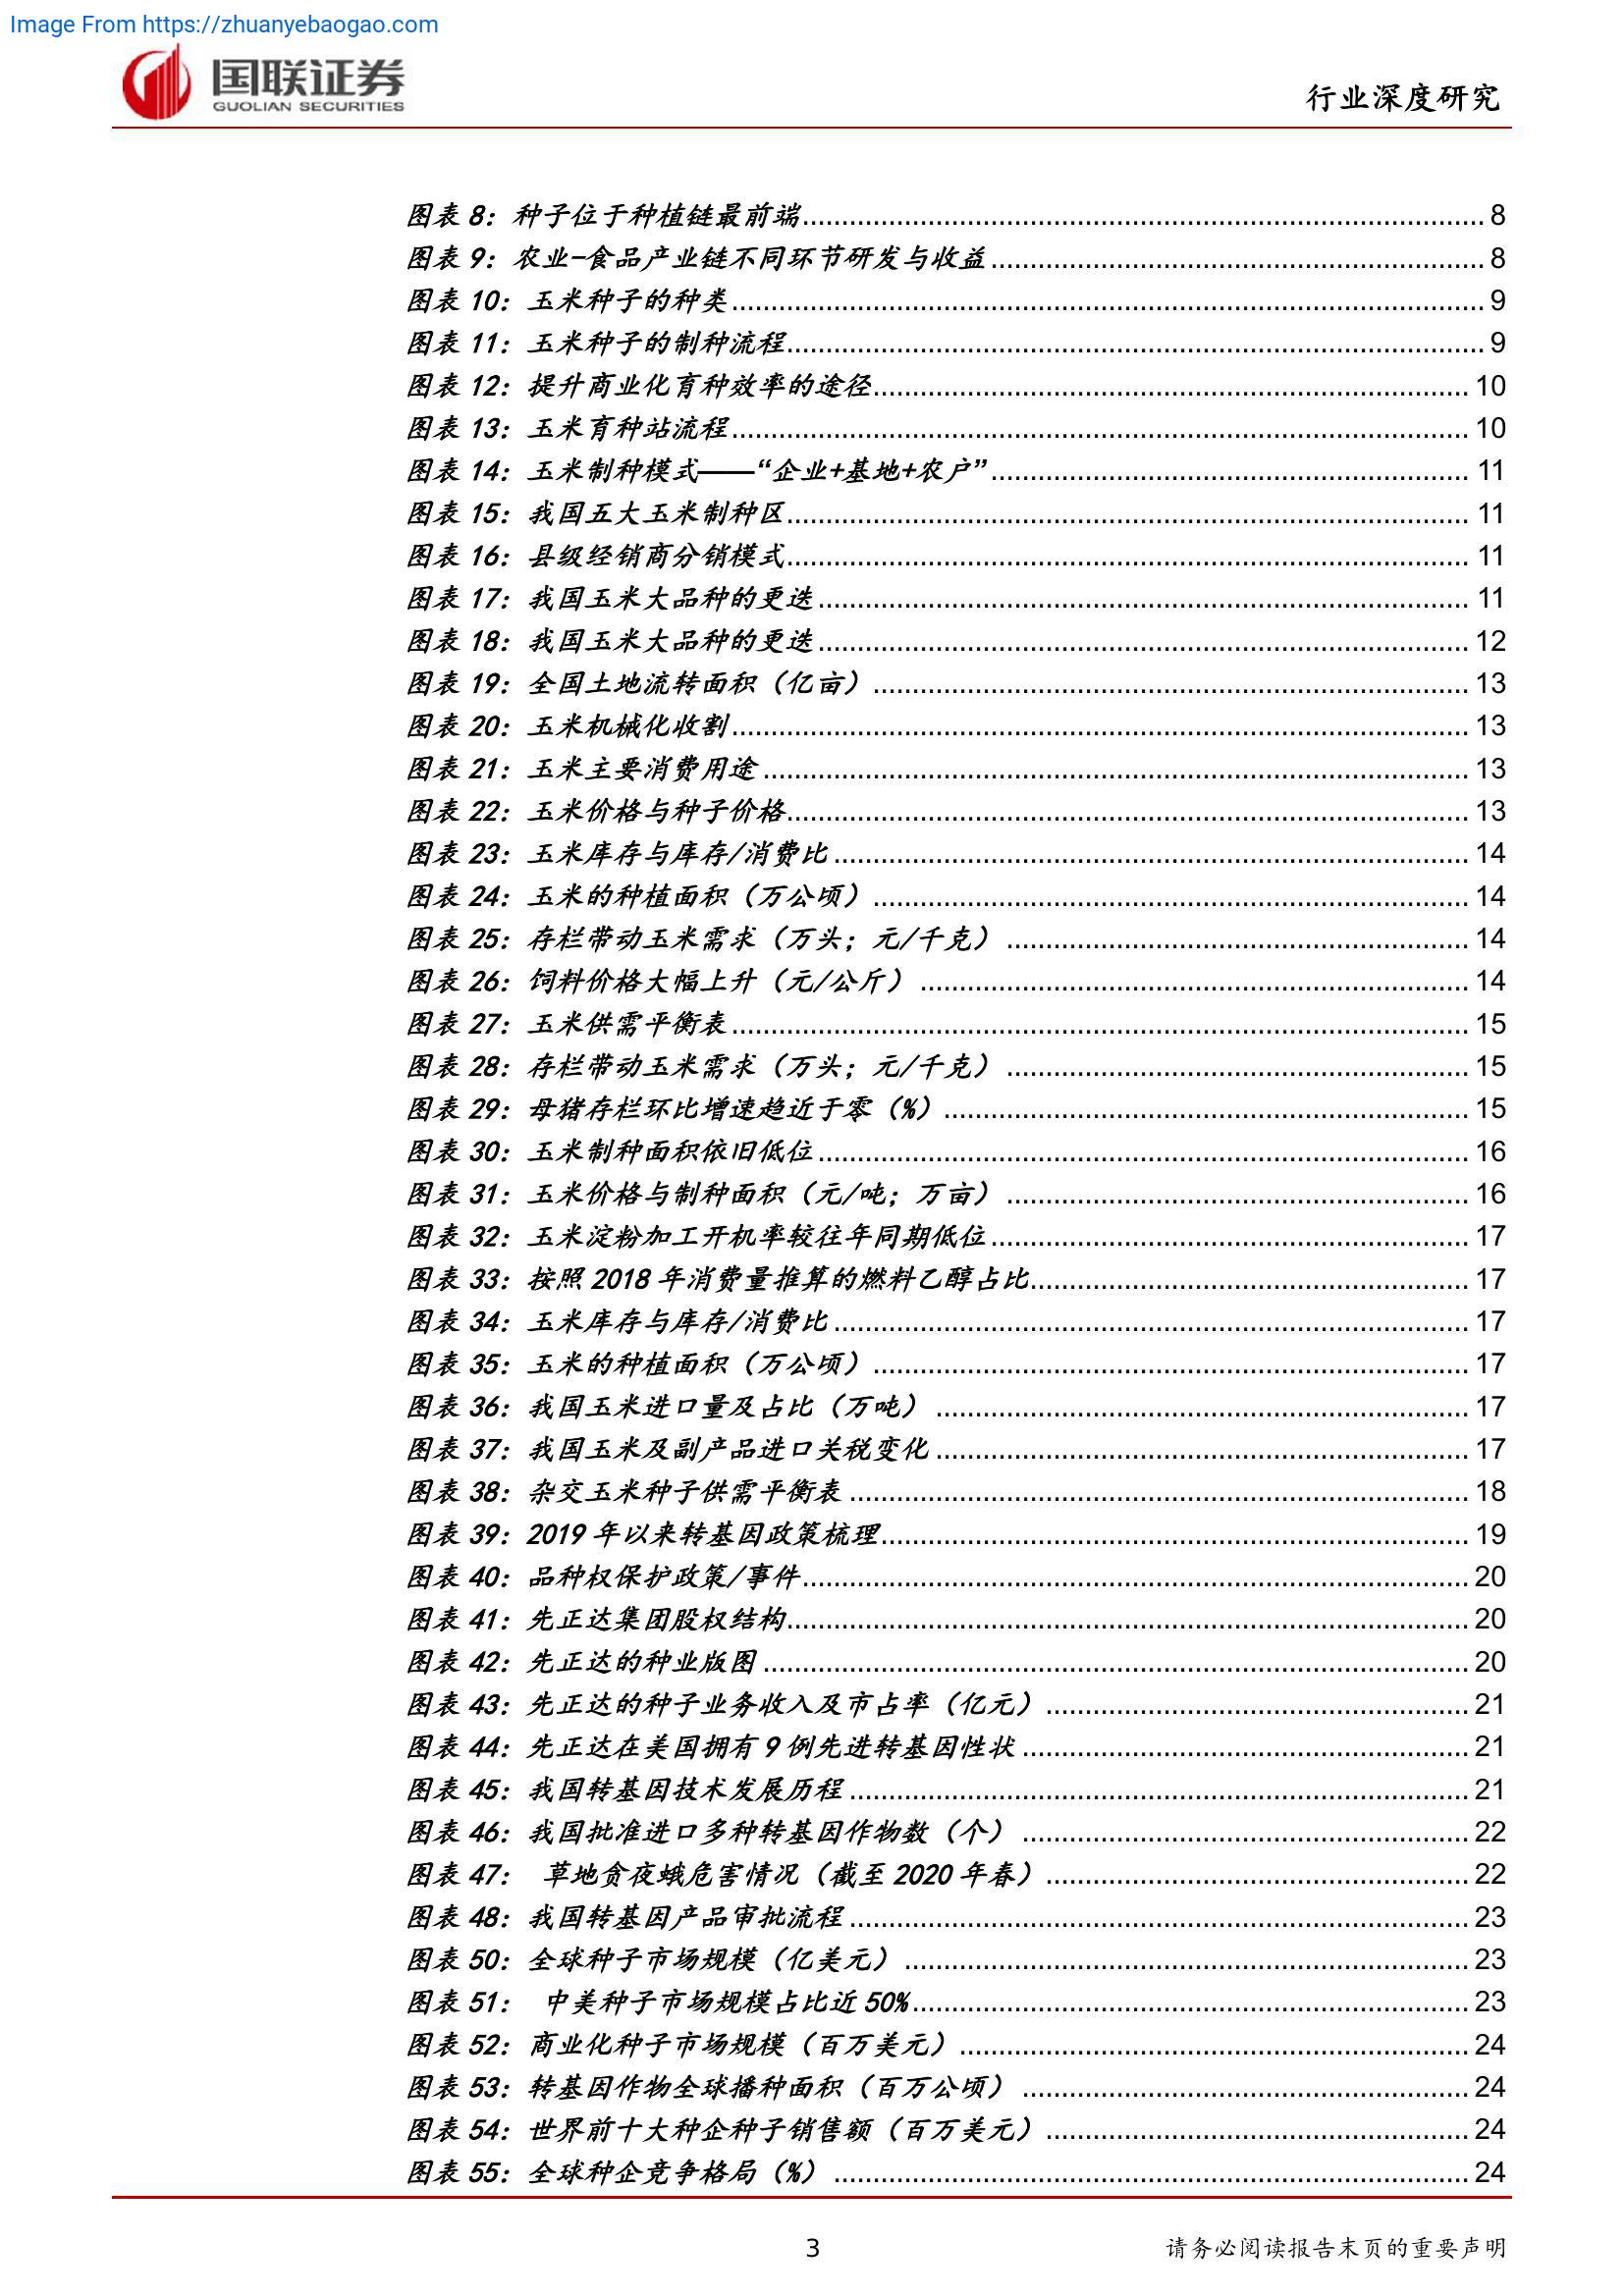 Image From https://zhuanyebaogao.com
国联证券
GUOLIAN SECURITIES
行业深度研究
图表 8：种子位于种植链最前端........................................ 8
图表 9：农业-食品产业链不同环节研发与收益........................................ 8
图表 10：玉米种子的种类........................................ 9
图表 11：玉米种子的制种流程........................................ 9
图表 12：提升商业化育种效率的途径........................................ 10
图表 13：玉米育种站流程........................................ 10
图表 14：玉米制种模式——“企业+基地+农户”........................................ 11
图表 15：我国五大玉米制种区........................................ 11
图表 16：县级经销商分销模式........................................ 11
图表 17：我国玉米大品种的更迭........................................ 11
图表 18：我国玉米大品种的更迭........................................ 12
图表 19：全国土地流转面积（亿亩）........................................ 13
图表 20：玉米机械化收割........................................ 13
图表 21：玉米主要消费用途........................................ 13
图表 22：玉米价格与种子价格........................................ 13
图表 23：玉米库存与库存/消费比........................................ 14
图表 24：玉米的种植面积（万公顷）........................................ 14
图表 25：存栏带动玉米需求（万头；元/千克）........................................ 14
图表 26：饲料价格大幅上升（元/公斤）........................................ 14
图表 27：玉米供需平衡表........................................ 15
图表 28：存栏带动玉米需求（万头；元/千克）........................................ 15
图表 29：母猪存栏环比增速趋近于零（%）........................................ 15
图表 30：玉米制种面积依旧低位........................................ 16
图表 31：玉米价格与制种面积（元/吨；万亩）........................................ 16
图表 32：玉米淀粉加工开机率较往年同期低位........................................ 17
图表 33：按照 2018 年消费量推算的燃料乙醇占比........................................ 17
图表 34：玉米库存与库存/消费比........................................ 17
图表 35：玉米的种植面积（万公顷）........................................ 17
图表 36：我国玉米进口量及占比（万吨）........................................ 17
图表 37：我国玉米及副产品进口关税变化........................................ 17
图表 38：杂交玉米种子供需平衡表........................................ 18
图表 39：2019 年以来转基因政策梳理........................................ 19
图表 40：品种权保护政策/事件........................................ 20
图表 41：先正达集团股权结构........................................ 20
图表 42：先正达的种业版图........................................ 20
图表 43：先正达的种子业务收入及市占率（亿元）........................................ 21
图表 44：先正达在美国拥有 9 例先进转基因性状........................................ 21
图表 45：我国转基因技术发展历程........................................ 21
图表 46：我国批准进口多种转基因作物数（个）........................................ 22
图表 47： 草地贪夜蛾危害情况（截至 2020 年春）........................................ 22
图表 48：我国转基因产品审批流程........................................ 23
图表 50：全球种子市场规模（亿美元）........................................ 23
图表 51： 中美种子市场规模占比近 50%........................................ 23
图表 52：商业化种子市场规模（百万美元）........................................ 24
图表 53：转基因作物全球播种面积（百万公顷）........................................ 24
图表 54：世界前十大种企种子销售额（百万美元）........................................ 24
图表 55：全球种企竞争格局（%）........................................ 24
3
请务必阅读报告末页的重要声明